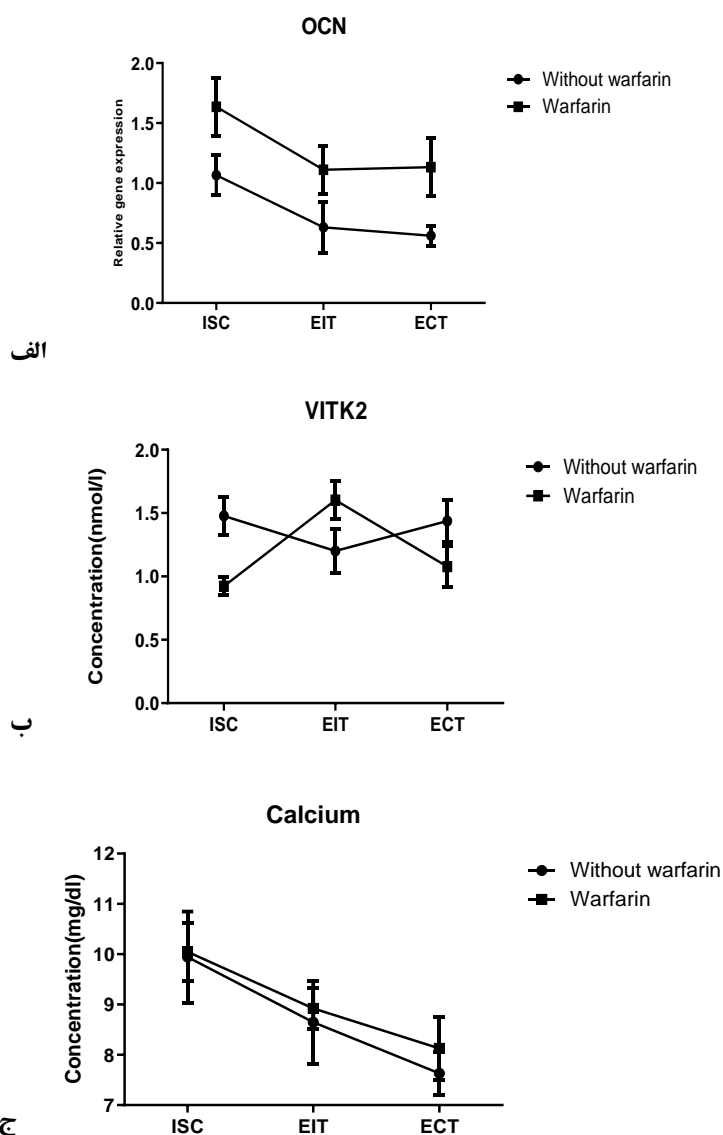 OCN
Relative gene expression
2.0
1.5
1.0
0.5
0.0
ISC EIT ECT
Without warfarin
Warfarin
الف
VITK2
Concentration(nmol/l)
2.0
1.5
1.0
0.5
0.0
ISC EIT ECT
Without warfarin
Warfarin
ب
Calcium
Concentration(mg/dl)
12
11
10
9
8
7
ISC EIT ECT
Without warfarin
Warfarin
ج